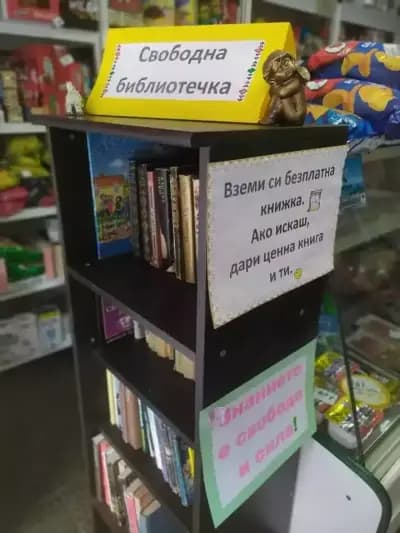 Свободна
библиотечка
Вземи си безплатна
книжка.
Ако искаш,
дари ценна книга
и ти.
Знанието
е свобода
и сила!